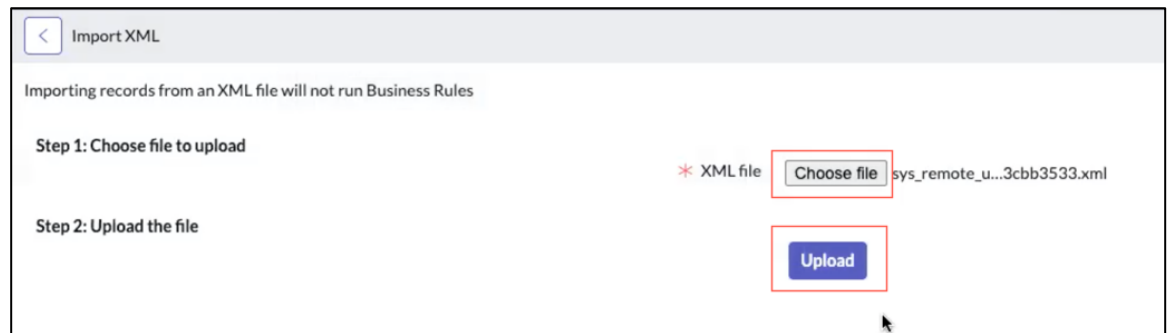 Import XML
Importing records from an XML file will not run Business Rules
Step 1: Choose file to upload
* XML file Choose file sys_remote_u...3cbb3533.xml
Step 2: Upload the file
Upload